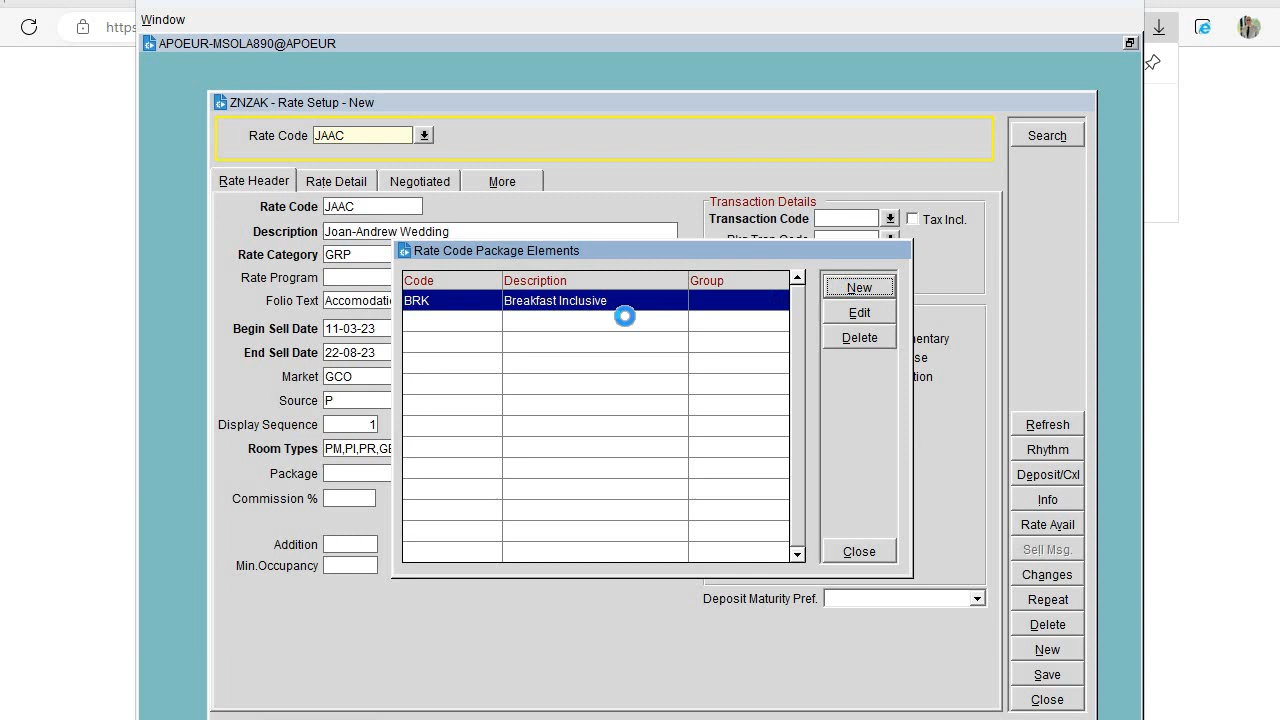 https
Window
APOEUR-MSOLA890@APOEUR
ZNZAK - Rate Setup - New
Rate Code JAAC
Search
Rate Header Rate Detail Negotiated More
Rate Code JAAC
Description Joan-Andrew Wedding
Rate Category GRP
Rate Program
Folio Text
Begin Sell Date 11-03-23
End Sell Date 22-08-23
Market GCO
Source P
Display Sequence 1
Room Types PM,PI,PR,
Package
Commission %
Addition
Min.Occupancy
Transaction Details
Transaction Code Tax Incl.
Rate Code Package Elements
Code Description Group
BRK Breakfast Inclusive
New
Edit
Delete
Close
Deposit Maturity Pref.
Refresh
Rhythm
Deposit/Cxl
Info
Rate Avail
Sell Msg.
Changes
Repeat
Delete
New
Save
Close